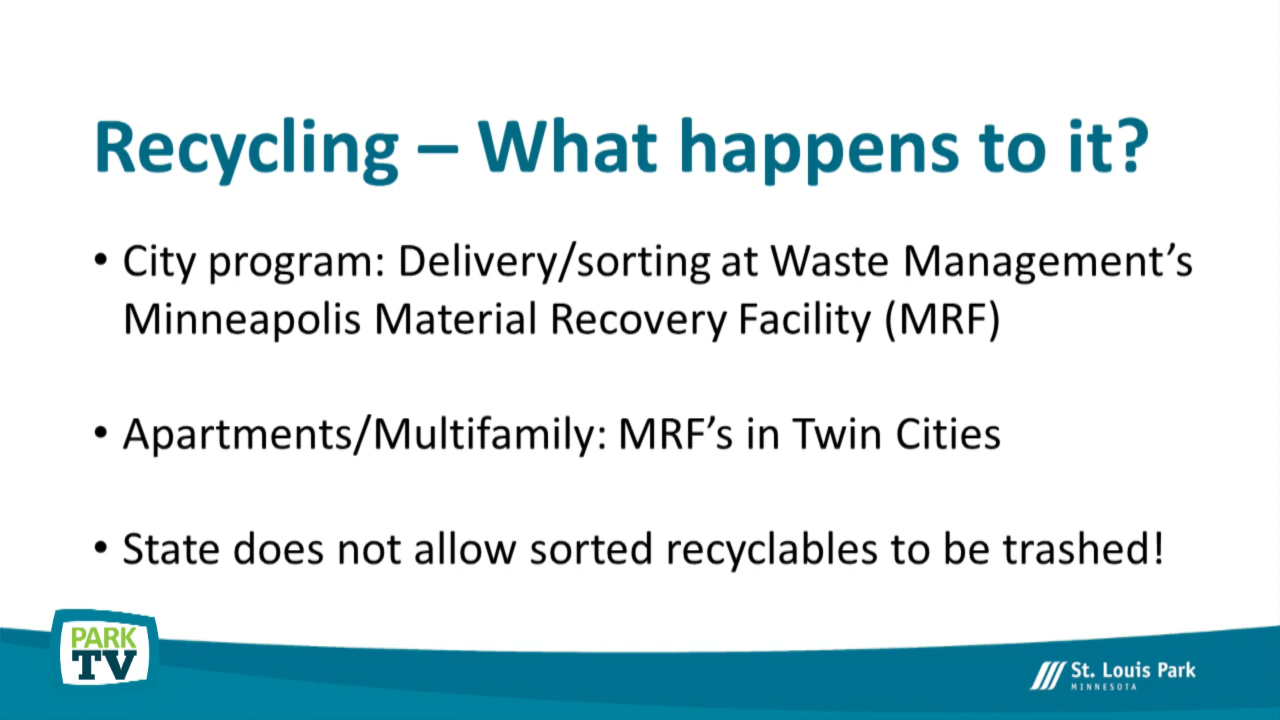 Recycling – What happens to it?
• City program: Delivery/sorting at Waste Management’s
Minneapolis Material Recovery Facility (MRF)
• Apartments/Multifamily: MRF’s in Twin Cities
• State does not allow sorted recyclables to be trashed!
PARK
TV
St. Louis Park
MINNESOTA